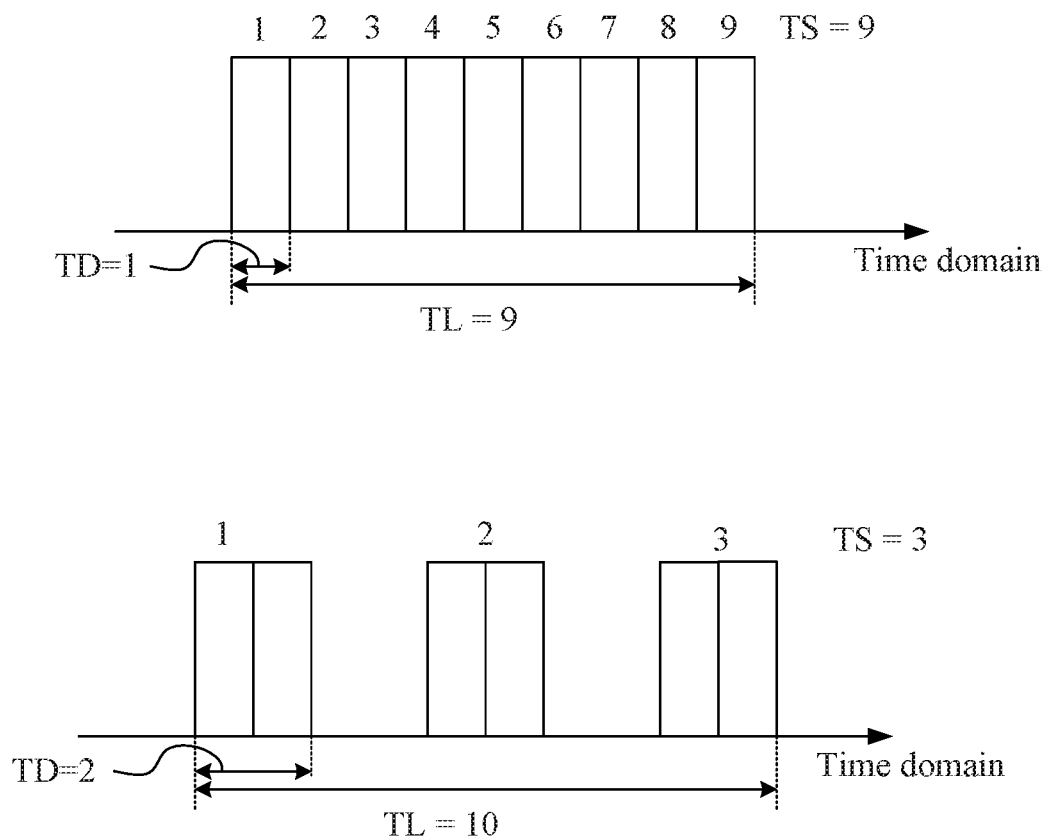 1 2 3 4 5 6 7 8 9 TS = 9
TD=1
Time domain
TL = 9
1 2 3 TS = 3
TD=2
Time domain
TL = 10